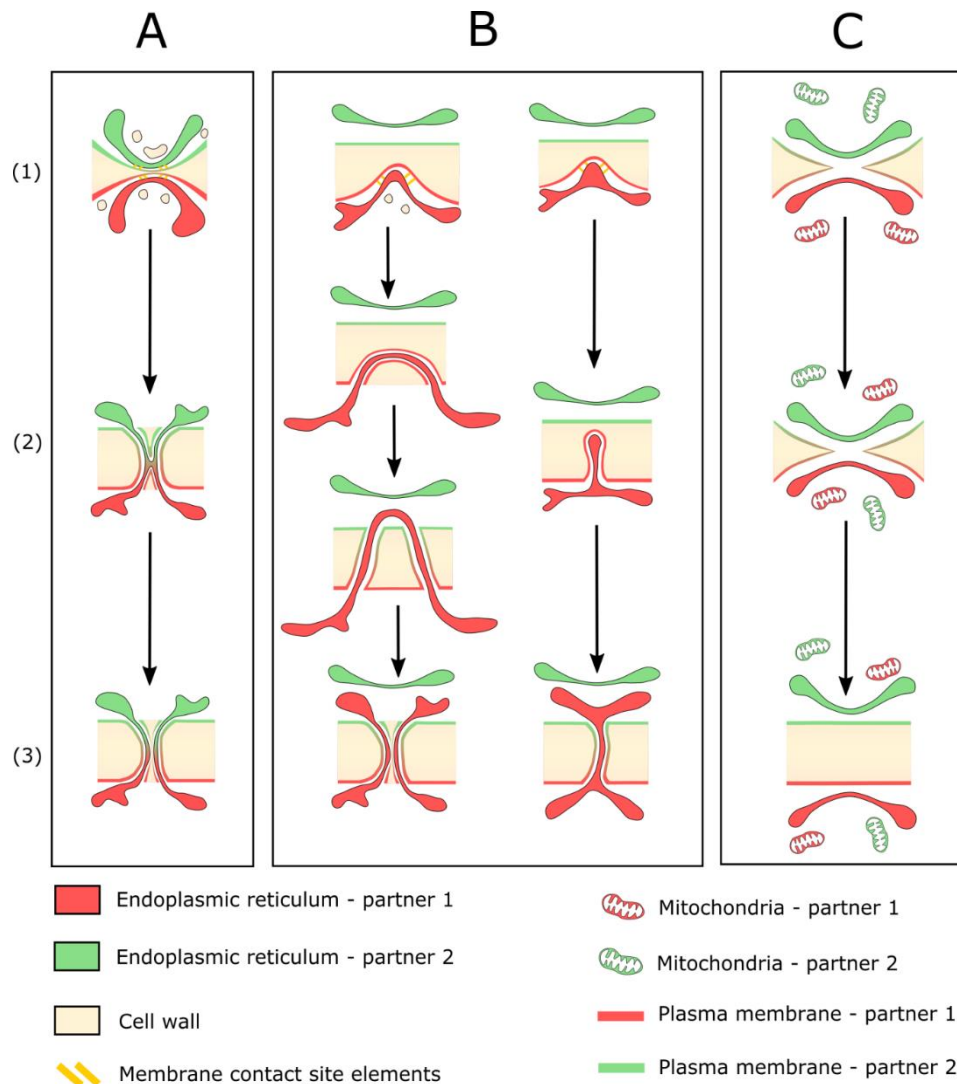 A
B
C
(1)
(2)
(3)
Endoplasmic reticulum - partner 1
Endoplasmic reticulum - partner 2
Cell wall
Membrane contact site elements
Mitochondria - partner 1
Mitochondria - partner 2
Plasma membrane - partner 1
Plasma membrane - partner 2